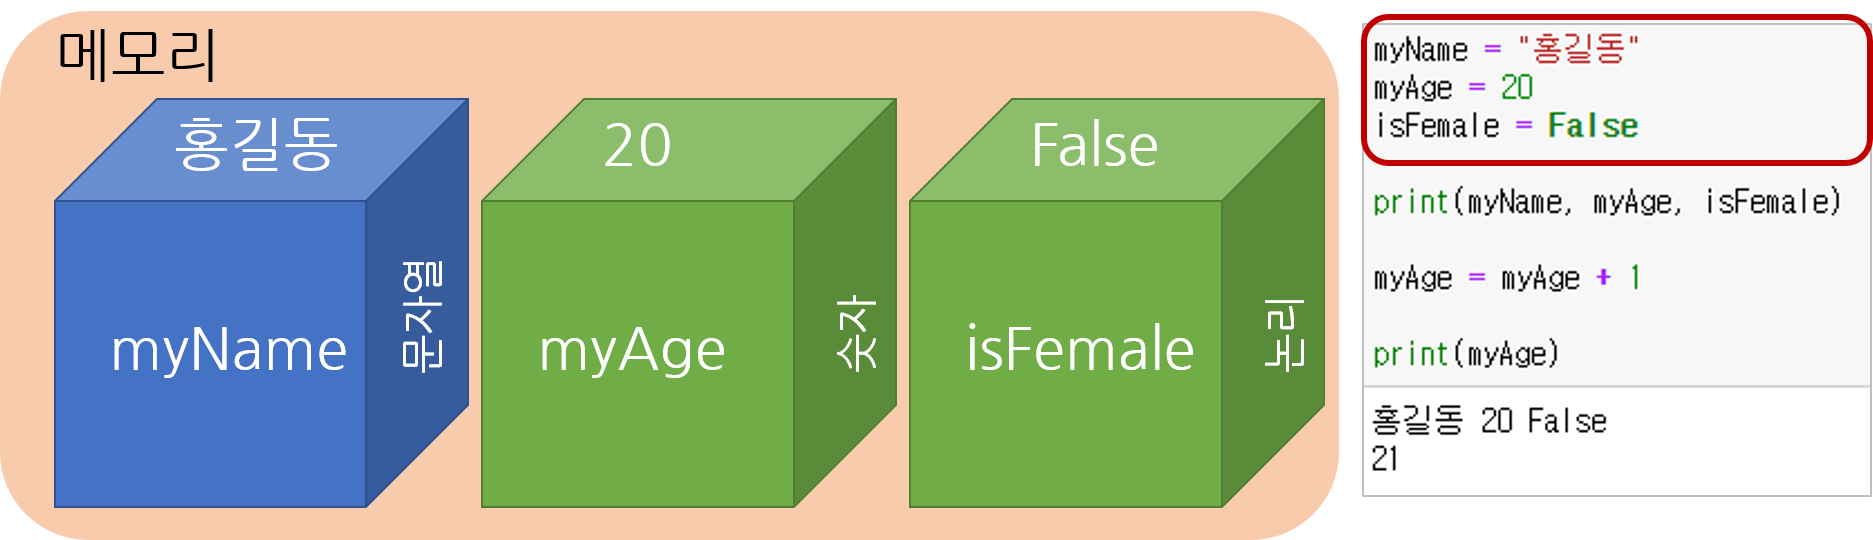 메모리
홍길동
myName
문자열
20
myAge
숫자
False
isFemale
논리
myName = "홍길동"
myAge = 20
isFemale = False
print(myName, myAge, isFemale)
myAge = myAge + 1
print(myAge)
홍길동 20 False
21